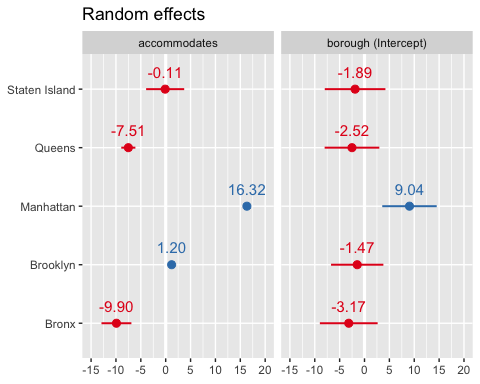 Random effects
accommodates borough (Intercept)
Staten Island -0.11 -1.89
Queens -7.51 -2.52
Manhattan 16.32 9.04
Brooklyn 1.20 -1.47
Bronx -9.90 -3.17
-15 -10 -5 0 5 10 15 20 -15 -10 -5 0 5 10 15 20